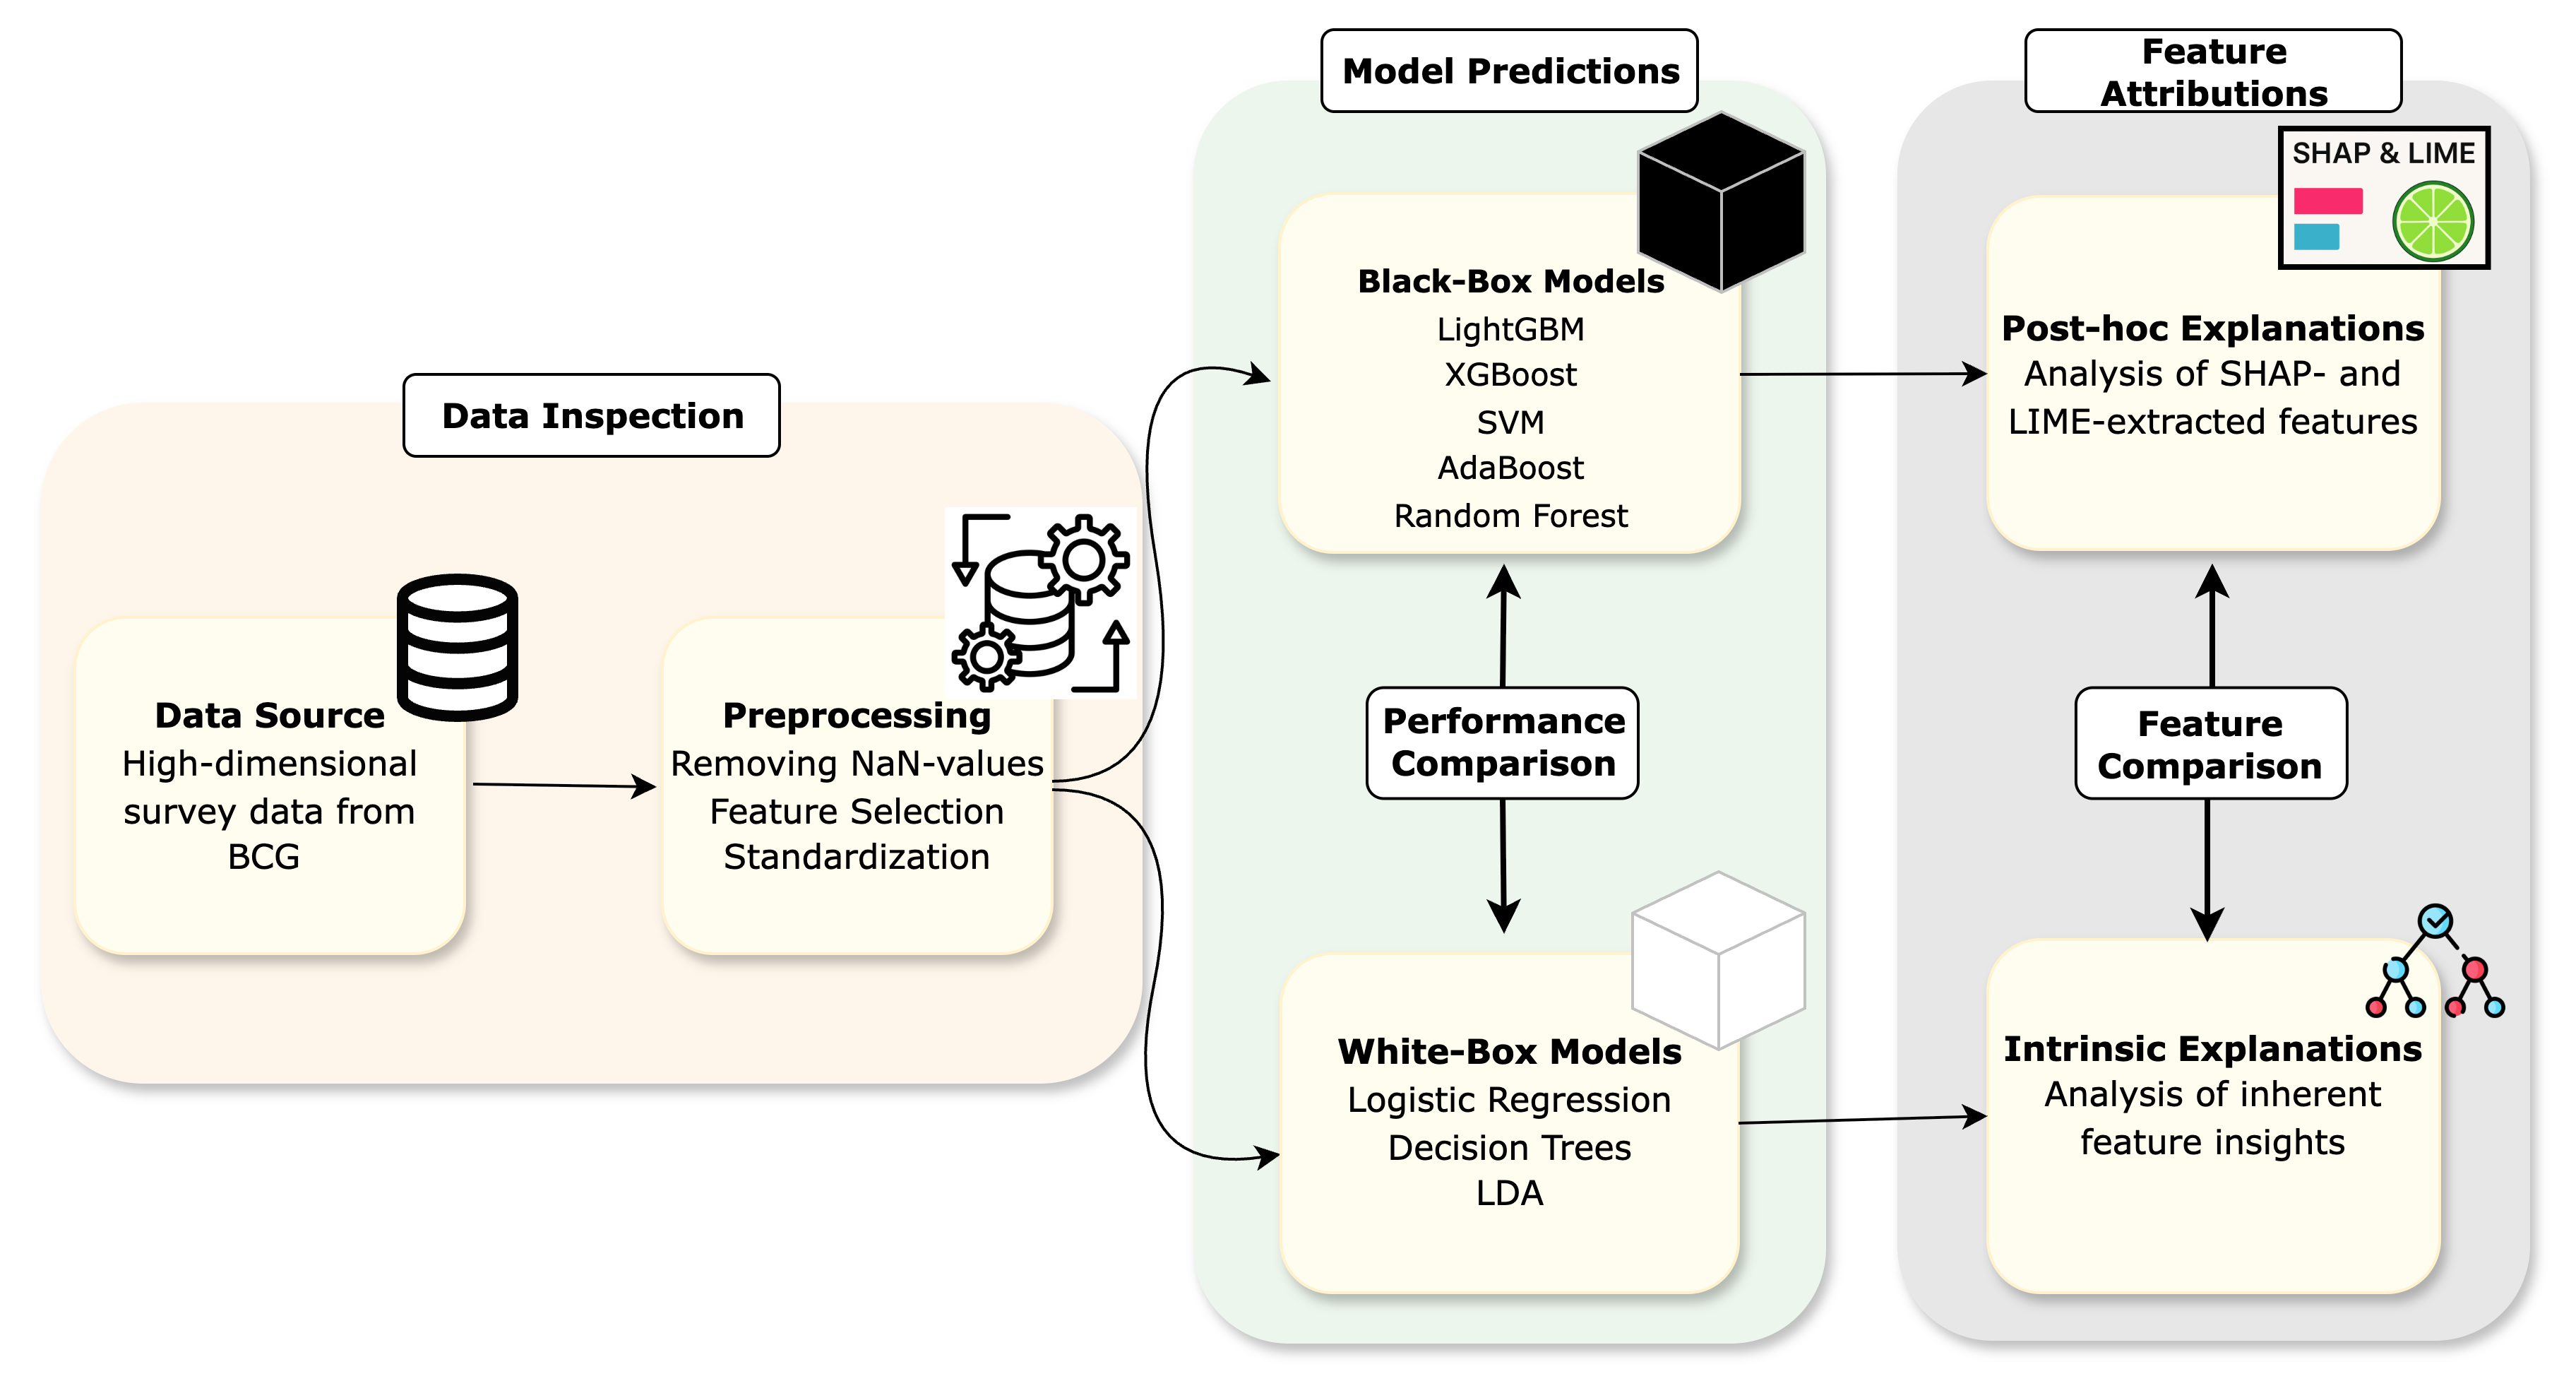 Data Inspection
Data Source
High-dimensional
survey data from
BCG
Preprocessing
Removing NaN-values
Feature Selection
Standardization
Model Predictions
Black-Box Models
LightGBM
XGBoost
SVM
AdaBoost
Random Forest
Performance
Comparison
White-Box Models
Logistic Regression
Decision Trees
LDA
Feature
Attributions
SHAP & LIME
Post-hoc Explanations
Analysis of SHAP- and
LIME-extracted features
Feature
Comparison
Intrinsic Explanations
Analysis of inherent
feature insights